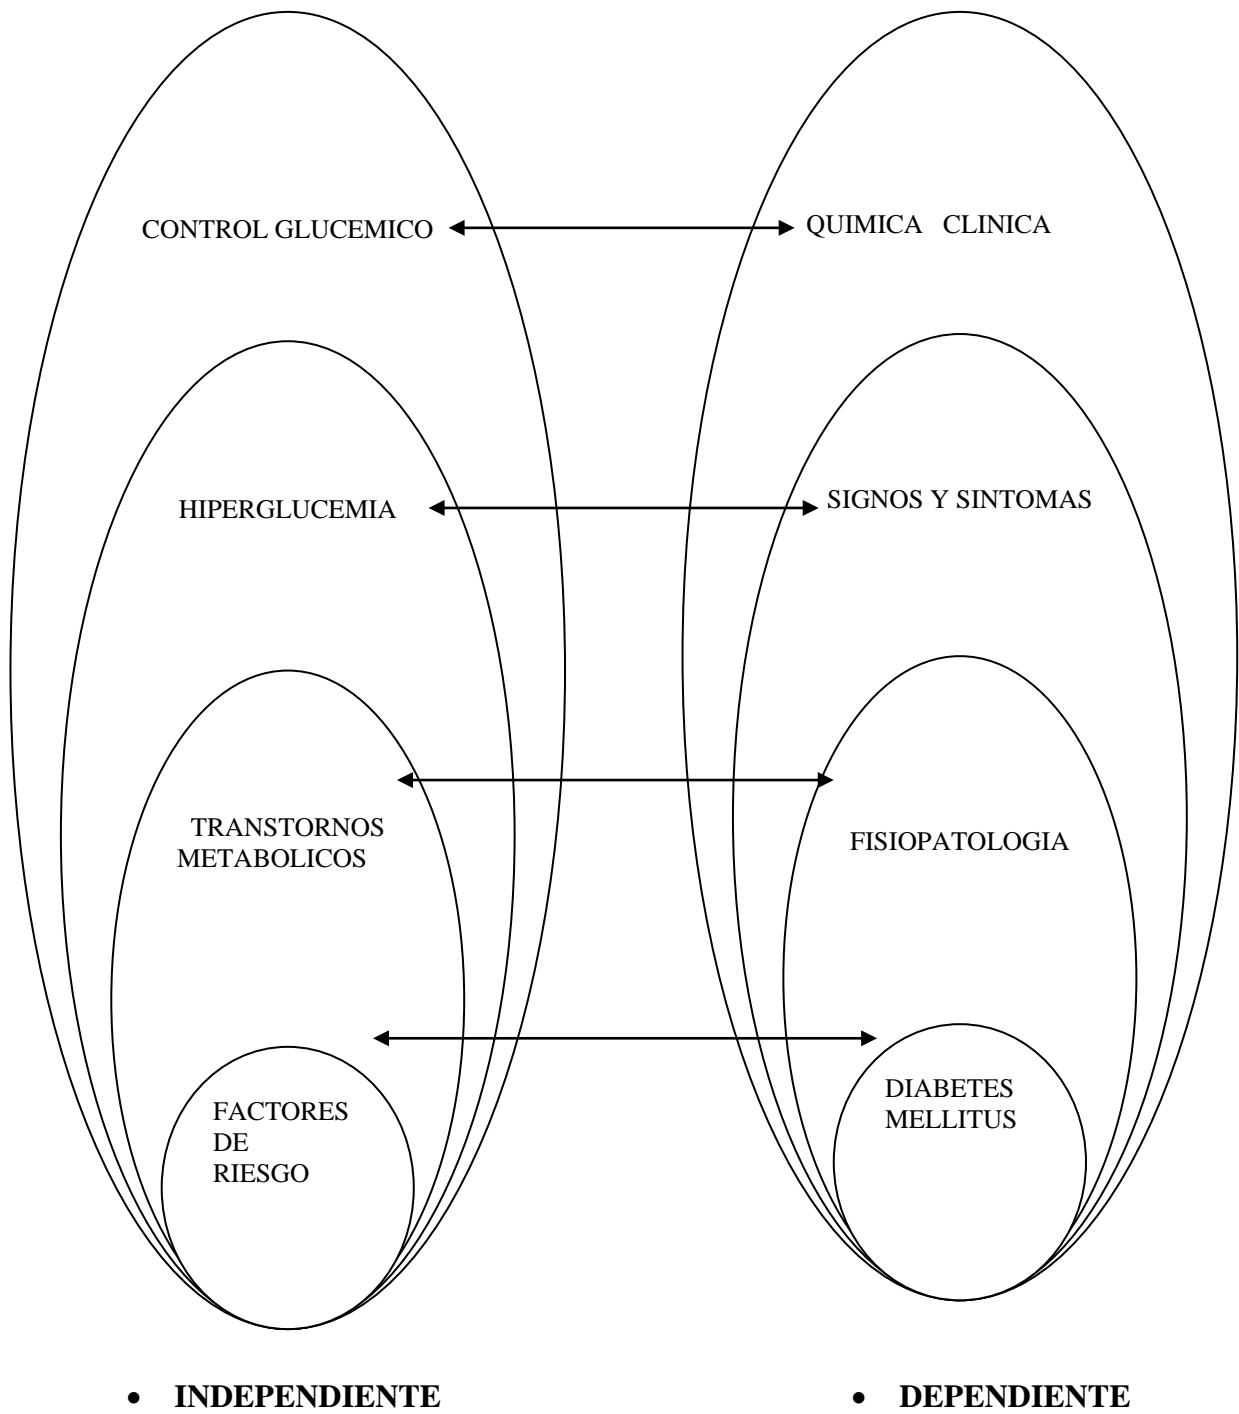 CONTROL GLUCEMICO
QUIMICA CLINICA
HIPERGLUCEMIA
SIGNOS Y SINTOMAS
TRANSTORNOS
METABOLICOS
FISIOPATOLOGIA
FACTORES
DE
RIESGO
DIABETES
MELLITUS
• INDEPENDIENTE
• DEPENDIENTE